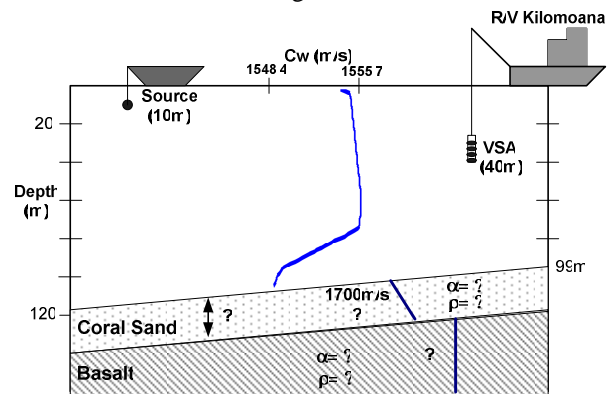 R/V Kilomoana
Cw (m/s)
1548 4
1555 7
Source
(10m)
20
VSA
(40m)
Depth
(m)
99m
1700m/s
α= ?
ρ= ?
120
?
?
Coral Sand
α= ?
ρ= ?
?
Basalt